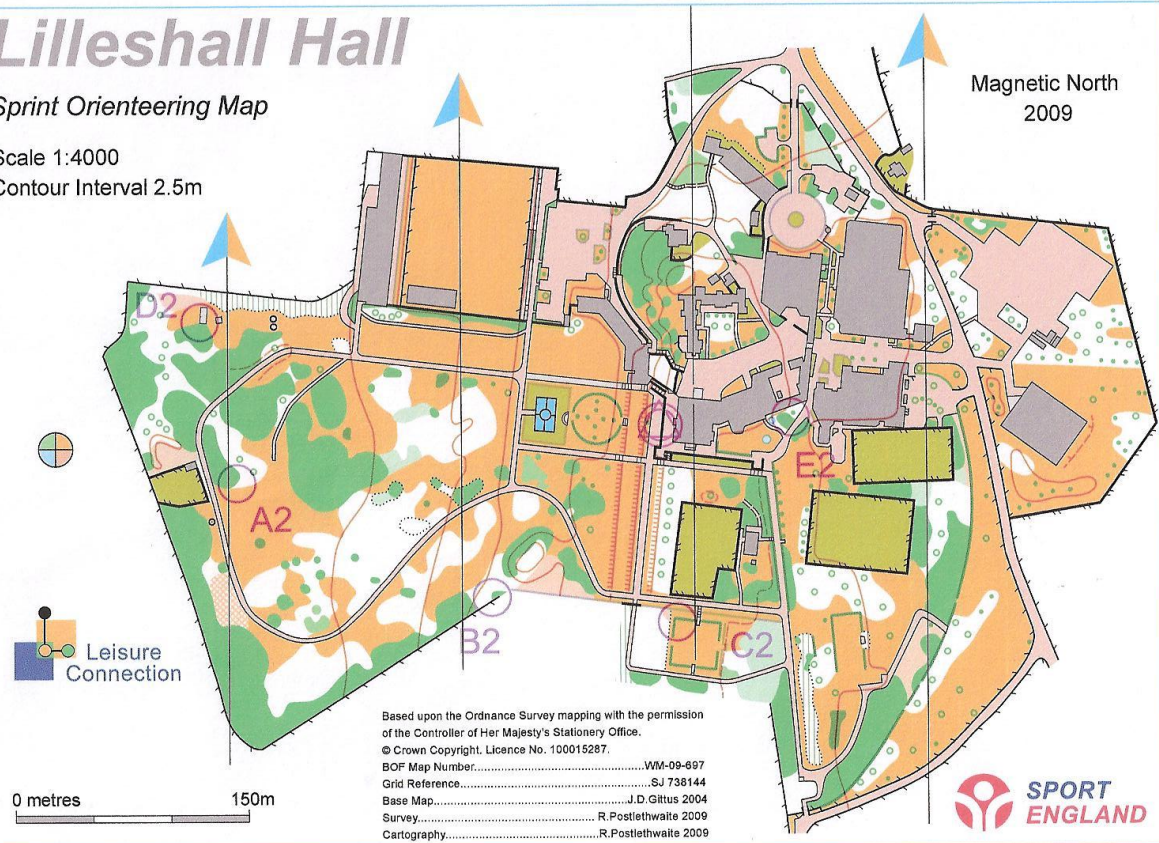 Lilleshall Hall
Sprint Orienteering Map
Scale 1:4000
Contour Interval 2.5m
Magnetic North
2009
D2
A2
B2
C2
E2
Leisure
Connection
0 metres
150m
Based upon the Ordnance Survey mapping with the permission
of the Controller of Her Majesty's Stationery Office.
© Crown Copyright. Licence No. 100015287.
BOF Map Number..................................WM-09-697
Grid Reference......................................SJ 738144
Base Map.......................................J.D.Gittus 2004
Survey.................................. R.Postlethwaite 2009
Cartography...........................R.Postlethwaite 2009
SPORT
ENGLAND